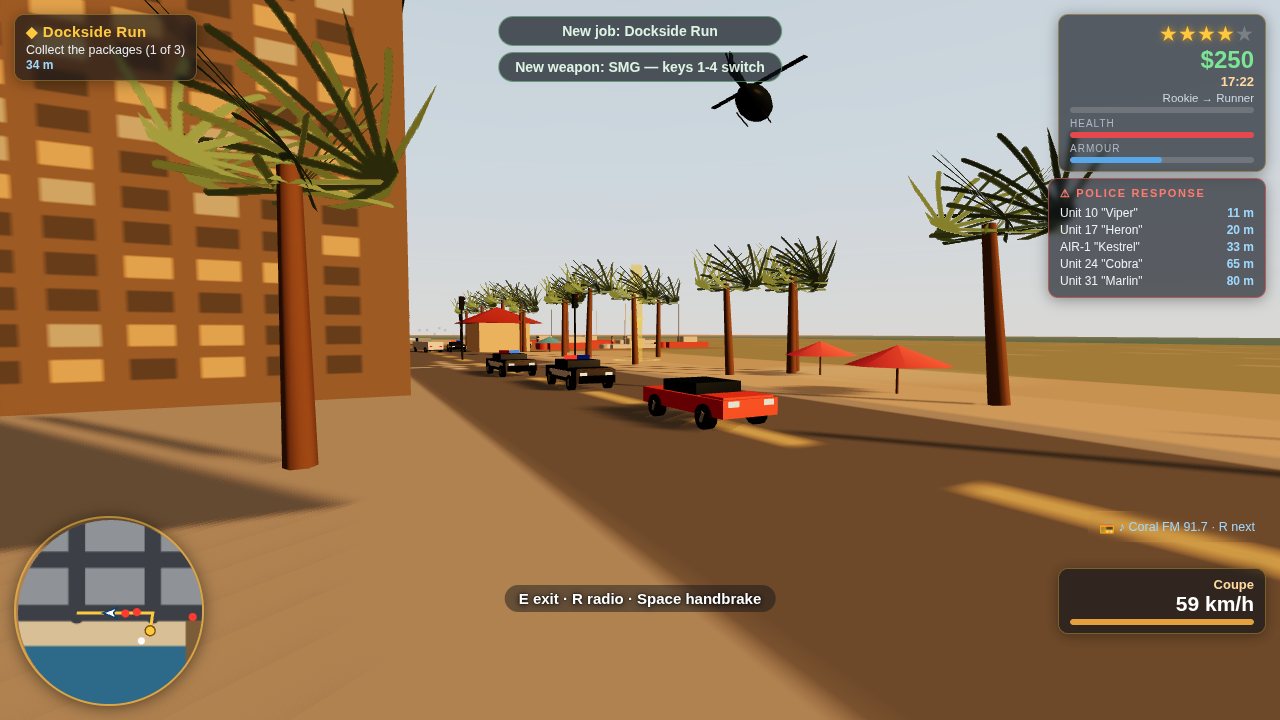 ◆ Dockside Run
Collect the packages (1 of 3)
34 m
New job: Dockside Run
New weapon: SMG — keys 1-4 switch
★★★★★
$250
17:22
Rookie → Runner
HEALTH
ARMOUR
⚠ POLICE RESPONSE
Unit 10 "Viper" 11 m
Unit 17 "Heron" 20 m
AIR-1 "Kestrel" 33 m
Unit 24 "Cobra" 65 m
Unit 31 "Marlin" 80 m
📻 ♪ Coral FM 91.7 · R next
E exit · R radio · Space handbrake
Coupe
59 km/h